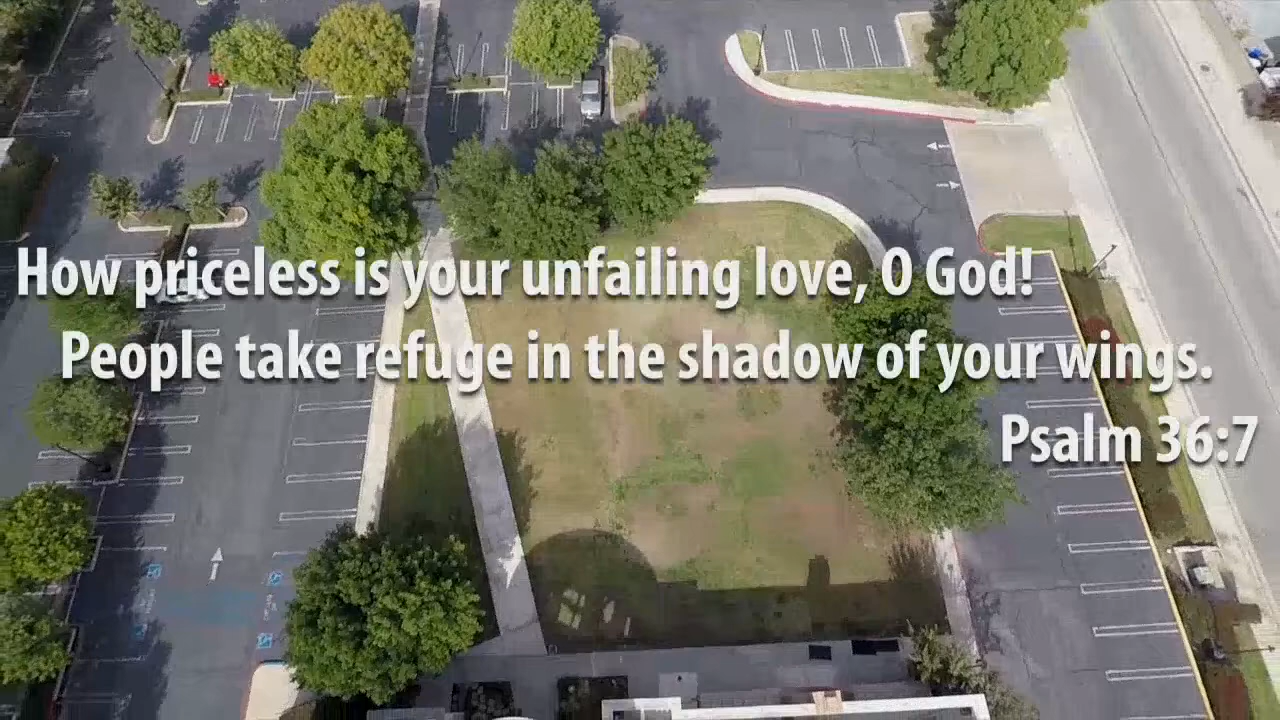 How priceless is your unfailing love, O God!
People take refuge in the shadow of your wings.
Psalm 36:7